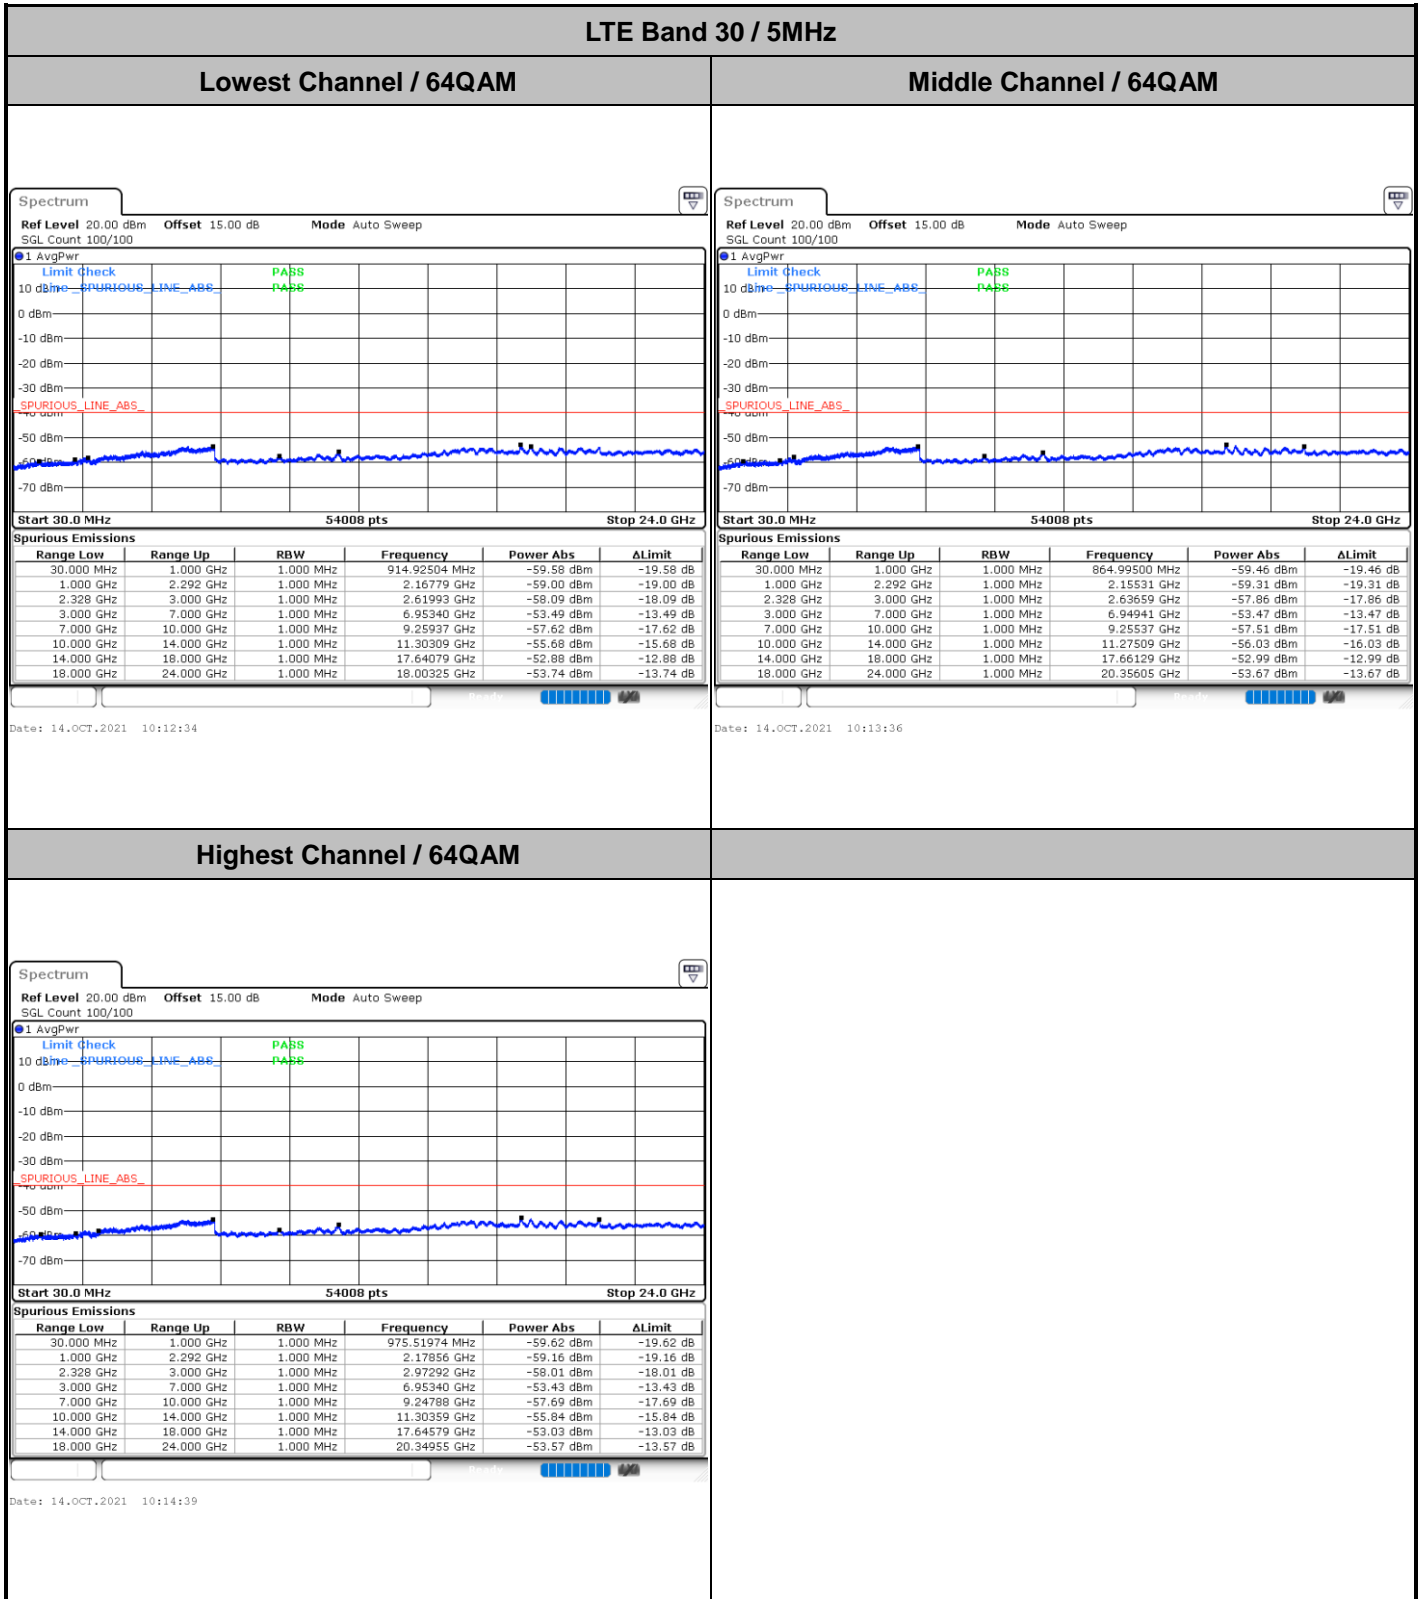 LTE Band 30 / 5MHz
Lowest Channel / 64QAM
Middle Channel / 64QAM
Spectrum
Ref Level 20.00 dBm Offset 15.00 dB Mode Auto Sweep
SGL Count 100/100
1 AvgPwr
Limit Check PASS
Line _SPURIOUS_LINE_ABS_ PASS
10 dBm
0 dBm
-10 dBm
-20 dBm
-30 dBm
_SPURIOUS_LINE_ABS_
-40 dBm
-50 dBm
-60 dBm
-70 dBm
Start 30.0 MHz 54008 pts Stop 24.0 GHz
Spurious Emissions
Range Low Range Up RBW Frequency Power Abs ΔLimit
30.000 MHz 1.000 GHz 1.000 MHz 914.92504 MHz -59.58 dBm -19.58 dB
1.000 GHz 2.292 GHz 1.000 MHz 2.16779 GHz -59.00 dBm -19.00 dB
2.328 GHz 3.000 GHz 1.000 MHz 2.61993 GHz -58.09 dBm -18.09 dB
3.000 GHz 7.000 GHz 1.000 MHz 6.95340 GHz -53.49 dBm -13.49 dB
7.000 GHz 10.000 GHz 1.000 MHz 9.25937 GHz -57.62 dBm -17.62 dB
10.000 GHz 14.000 GHz 1.000 MHz 11.30309 GHz -55.68 dBm -15.68 dB
14.000 GHz 18.000 GHz 1.000 MHz 17.64079 GHz -52.88 dBm -12.88 dB
18.000 GHz 24.000 GHz 1.000 MHz 18.00325 GHz -53.74 dBm -13.74 dB
Ready
Date: 14.OCT.2021 10:12:34
Spectrum
Ref Level 20.00 dBm Offset 15.00 dB Mode Auto Sweep
SGL Count 100/100
1 AvgPwr
Limit Check PASS
Line _SPURIOUS_LINE_ABS_ PASS
10 dBm
0 dBm
-10 dBm
-20 dBm
-30 dBm
_SPURIOUS_LINE_ABS_
-40 dBm
-50 dBm
-60 dBm
-70 dBm
Start 30.0 MHz 54008 pts Stop 24.0 GHz
Spurious Emissions
Range Low Range Up RBW Frequency Power Abs ΔLimit
30.000 MHz 1.000 GHz 1.000 MHz 864.99500 MHz -59.46 dBm -19.46 dB
1.000 GHz 2.292 GHz 1.000 MHz 2.15531 GHz -59.31 dBm -19.31 dB
2.328 GHz 3.000 GHz 1.000 MHz 2.63659 GHz -57.86 dBm -17.86 dB
3.000 GHz 7.000 GHz 1.000 MHz 6.94941 GHz -53.47 dBm -13.47 dB
7.000 GHz 10.000 GHz 1.000 MHz 9.25537 GHz -57.51 dBm -17.51 dB
10.000 GHz 14.000 GHz 1.000 MHz 11.27509 GHz -56.03 dBm -16.03 dB
14.000 GHz 18.000 GHz 1.000 MHz 17.66129 GHz -52.99 dBm -12.99 dB
18.000 GHz 24.000 GHz 1.000 MHz 20.35605 GHz -53.67 dBm -13.67 dB
Ready
Date: 14.OCT.2021 10:13:36
Highest Channel / 64QAM
Spectrum
Ref Level 20.00 dBm Offset 15.00 dB Mode Auto Sweep
SGL Count 100/100
1 AvgPwr
Limit Check PASS
Line _SPURIOUS_LINE_ABS_ PASS
10 dBm
0 dBm
-10 dBm
-20 dBm
-30 dBm
_SPURIOUS_LINE_ABS_
-40 dBm
-50 dBm
-60 dBm
-70 dBm
Start 30.0 MHz 54008 pts Stop 24.0 GHz
Spurious Emissions
Range Low Range Up RBW Frequency Power Abs ΔLimit
30.000 MHz 1.000 GHz 1.000 MHz 975.51974 MHz -59.62 dBm -19.62 dB
1.000 GHz 2.292 GHz 1.000 MHz 2.17856 GHz -59.16 dBm -19.16 dB
2.328 GHz 3.000 GHz 1.000 MHz 2.97292 GHz -58.01 dBm -18.01 dB
3.000 GHz 7.000 GHz 1.000 MHz 6.95340 GHz -53.43 dBm -13.43 dB
7.000 GHz 10.000 GHz 1.000 MHz 9.24788 GHz -57.69 dBm -17.69 dB
10.000 GHz 14.000 GHz 1.000 MHz 11.30359 GHz -55.84 dBm -15.84 dB
14.000 GHz 18.000 GHz 1.000 MHz 17.64579 GHz -53.03 dBm -13.03 dB
18.000 GHz 24.000 GHz 1.000 MHz 20.34955 GHz -53.57 dBm -13.57 dB
Ready
Date: 14.OCT.2021 10:14:39